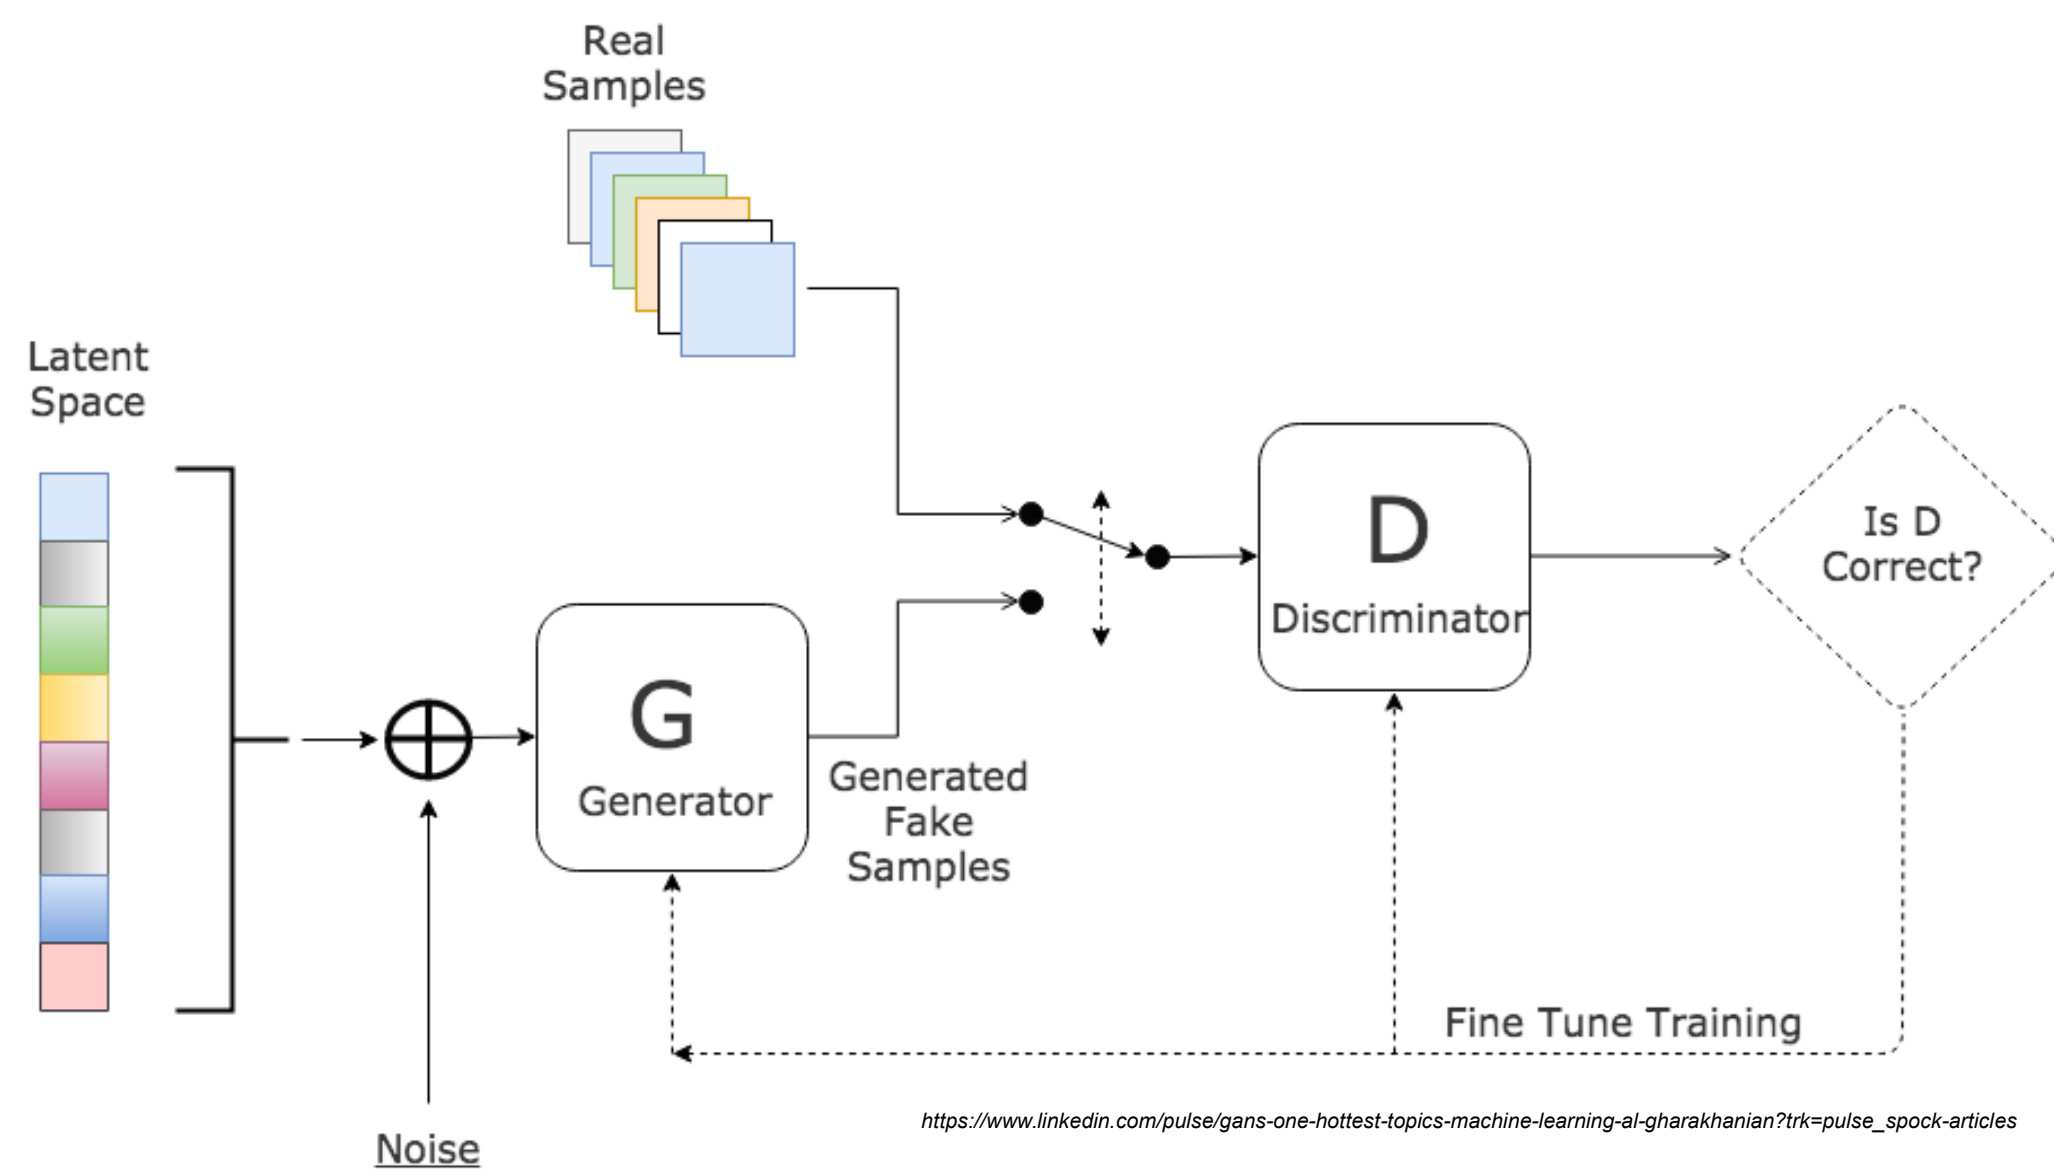 Real
Samples
Latent
Space
D
Discriminator
Is D
Correct?
G
Generator
Generated
Fake
Samples
Fine Tune Training
Noise
https://www.linkedin.com/pulse/gans-one-hottest-topics-machine-learning-al-gharakhanian?trk=pulse_spock-articles